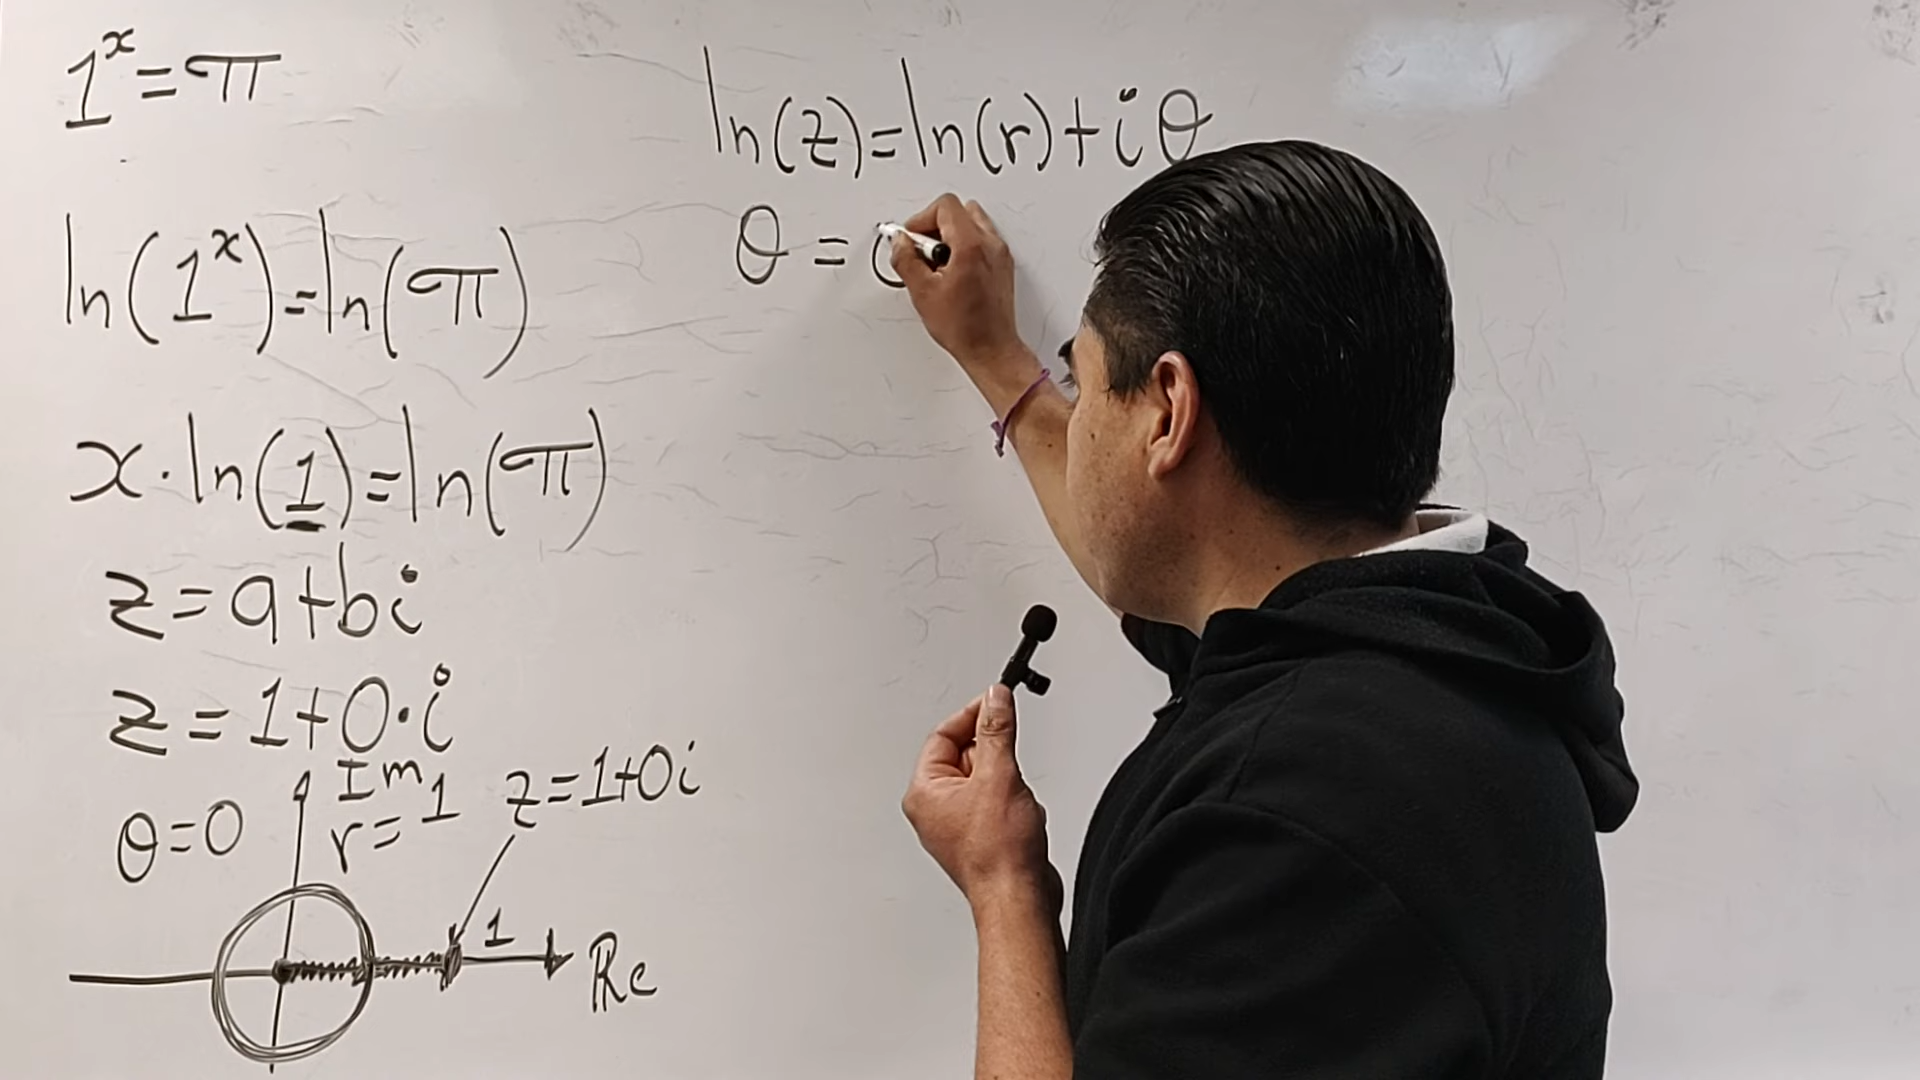 1^x = π
ln(1^x) = ln(π)
x · ln(1) = ln(π)
z = a + bi
z = 1 + 0 · i
Im
θ = 0
r = 1
z = 1 + 0i
1
Re
ln(z) = ln(r) + iθ
θ =